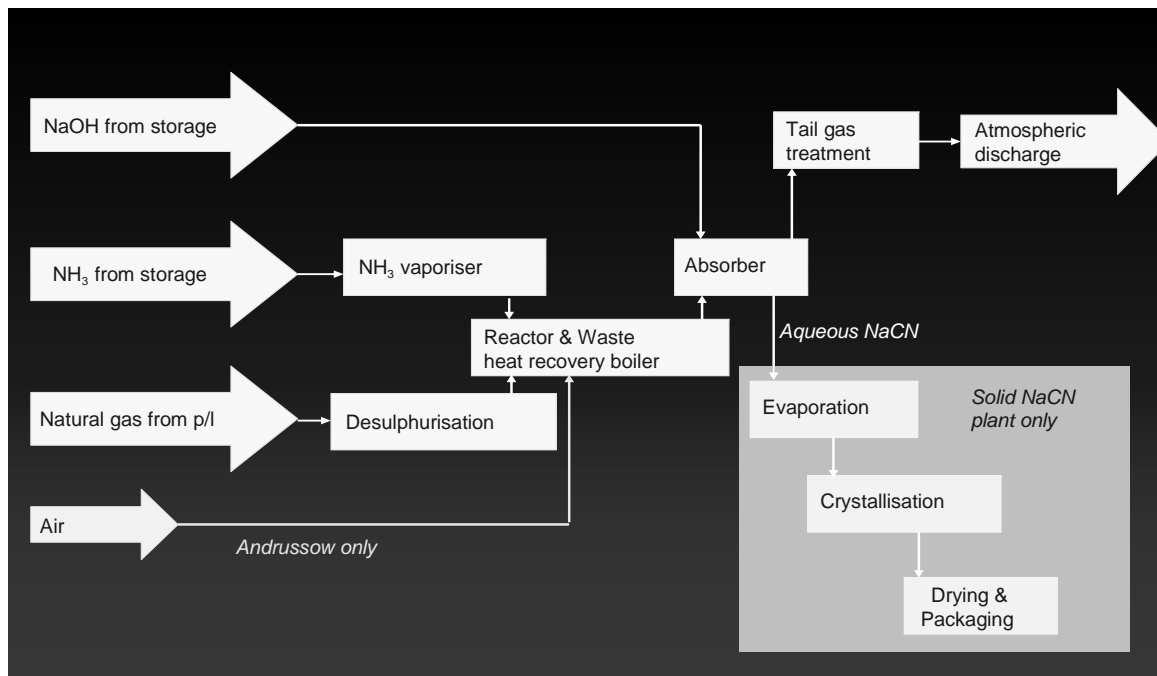 NaOH from storage
Tail gas
treatment
Atmospheric
discharge
NH₃ from storage
NH₃ vaporiser
Absorber
Reactor & Waste
heat recovery boiler
Aqueous NaCN
Natural gas from p/l
Desulphurisation
Evaporation
Solid NaCN
plant only
Crystallisation
Air
Andrussow only
Drying &
Packaging